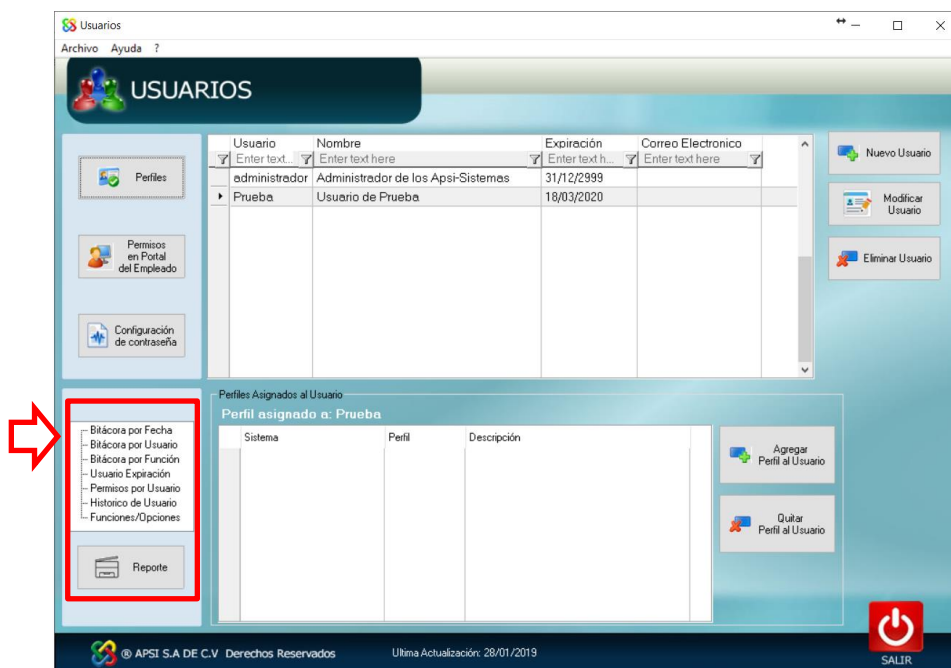 Usuarios
Archivo Ayuda ?
USUARIOS
Usuario Nombre Expiración Correo Electronico
Enter text... Enter text here Enter text h... Enter text here
administrador Administrador de los Apsi-Sistemas 31/12/2999
Prueba Usuario de Prueba 18/03/2020
Perfiles
Permisos
en Portal
del Empleado
Configuración
de contraseña
Nuevo Usuario
Modificar
Usuario
Eliminar Usuario
Bitácora por Fecha
Bitácora por Usuario
Bitácora por Función
Usuario Expiración
Permisos por Usuario
Historico de Usuario
Funciones/Opciones
Reporte
Perfiles Asignados al Usuario
Perfil asignado a: Prueba
Sistema Perfil Descripción
Agregar
Perfil al Usuario
Quitar
Perfil al Usuario
® APSI S.A DE C.V Derechos Reservados Ultima Actualización: 28/01/2019
SALIR